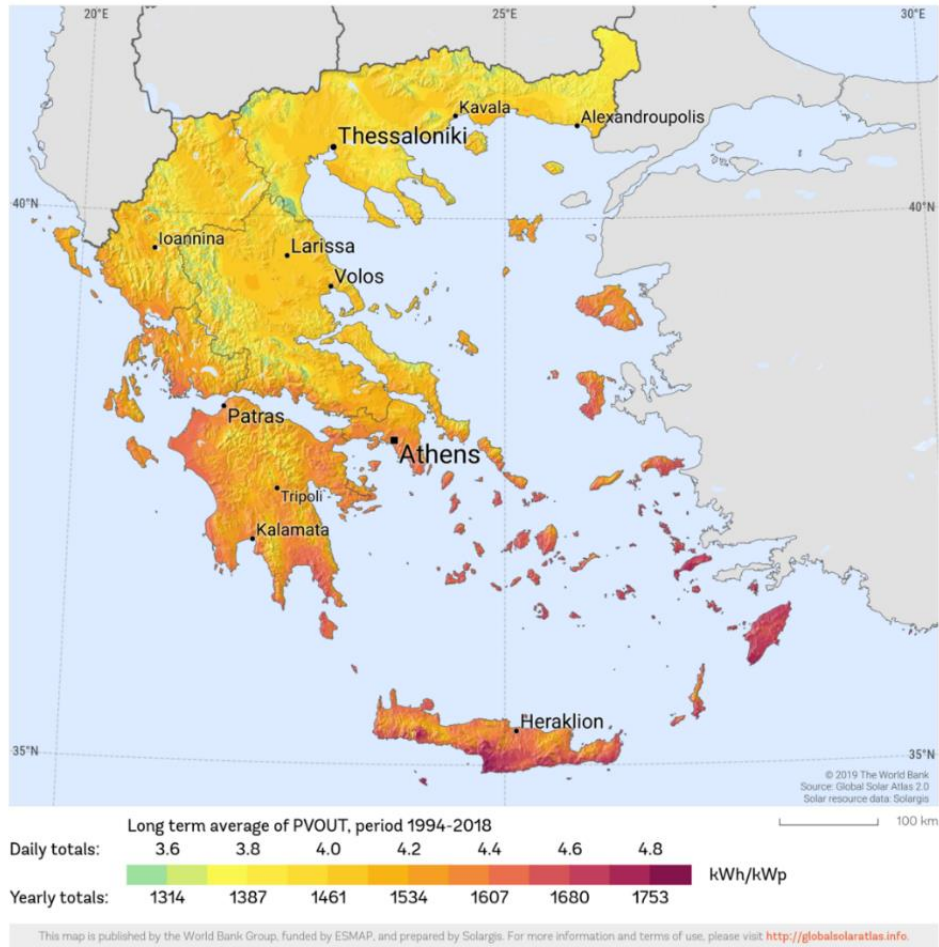 20°E 25°E 30°E
Kavala
Alexandroupolis
Thessaloniki
40°N 40°N
Ioannina
Larissa
Volos
Patras
Athens
Tripoli
Kalamata
Heraklion
35°N 35°N
© 2019 The World Bank
Source: Global Solar Atlas 2.0
Solar resource data: Solargis
100 km
Long term average of PVOUT, period 1994-2018
Daily totals: 3.6 3.8 4.0 4.2 4.4 4.6 4.8
kWh/kWp
Yearly totals: 1314 1387 1461 1534 1607 1680 1753
This map is published by the World Bank Group, funded by ESMAP, and prepared by Solargis. For more information and terms of use, please visit http://globalsolaratlas.info.